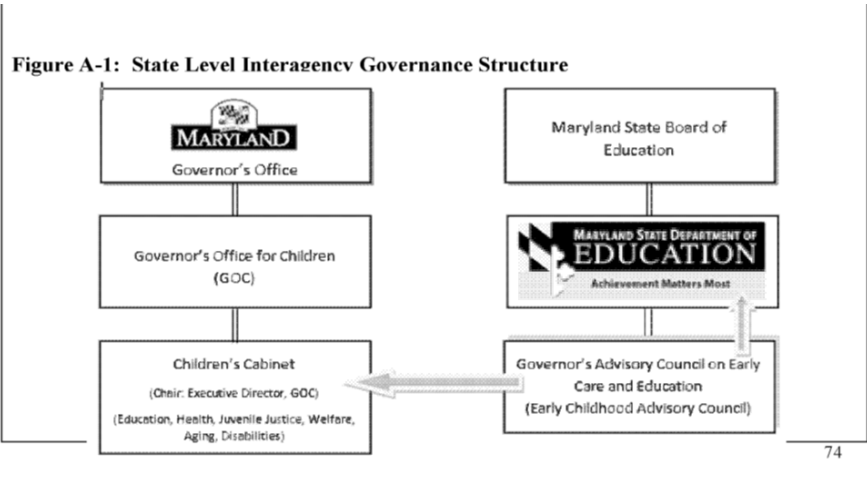 Figure A-1: State Level Interagency Governance Structure
MARYLAND
Governor's Office
Governor's Office for Children
(GOC)
Children's Cabinet
(Chair: Executive Director, GOC)
(Education, Health, Juvenile Justice, Welfare,
Aging, Disabilities)
Maryland State Board of
Education
MARYLAND STATE DEPARTMENT OF
EDUCATION
Achievement Matters Most
Governor's Advisory Council on Early
Care and Education
(Early Childhood Advisory Council)
74